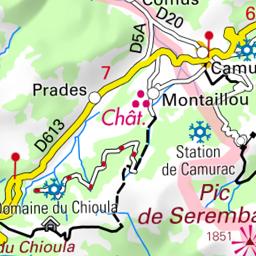 Comus
D20
6
D5A
Camu
7
Prades
Montaillou
Chât.
D613
Station
de Camurac
Domaine du Chioula
Pic
de Seremba
du Chioula
1851